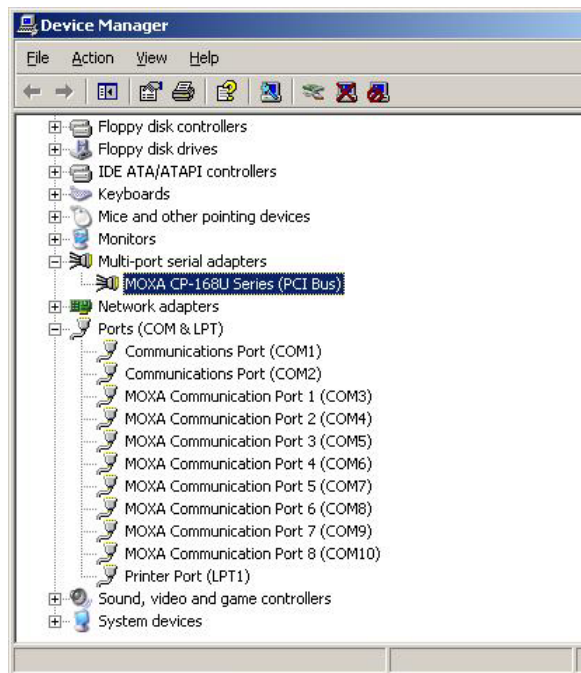 Device Manager
File Action View Help
Floppy disk controllers
Floppy disk drives
IDE ATA/ATAPI controllers
Keyboards
Mice and other pointing devices
Monitors
Multi-port serial adapters
MOXA CP-168U Series (PCI Bus)
Network adapters
Ports (COM & LPT)
Communications Port (COM1)
Communications Port (COM2)
MOXA Communication Port 1 (COM3)
MOXA Communication Port 2 (COM4)
MOXA Communication Port 3 (COM5)
MOXA Communication Port 4 (COM6)
MOXA Communication Port 5 (COM7)
MOXA Communication Port 6 (COM8)
MOXA Communication Port 7 (COM9)
MOXA Communication Port 8 (COM10)
Printer Port (LPT1)
Sound, video and game controllers
System devices